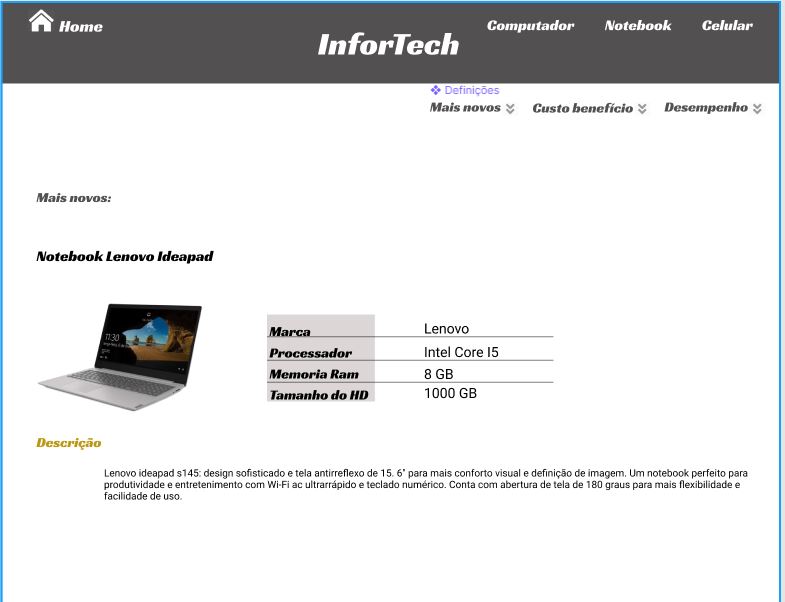 Home
InforTech
Computador Notebook Celular
Definições
Mais novos Custo benefício Desempenho
Mais novos:
Notebook Lenovo Ideapad
11:30
Marca Lenovo
Processador Intel Core I5
Memoria Ram 8 GB
Tamanho do HD 1000 GB
Descrição
Lenovo ideapad s145: design sofisticado e tela antirreflexo de 15. 6" para mais conforto visual e definição de imagem. Um notebook perfeito para
produtividade e entretenimento com Wi-Fi ac ultrarrápido e teclado numérico. Conta com abertura de tela de 180 graus para mais flexibilidade e
facilidade de uso.